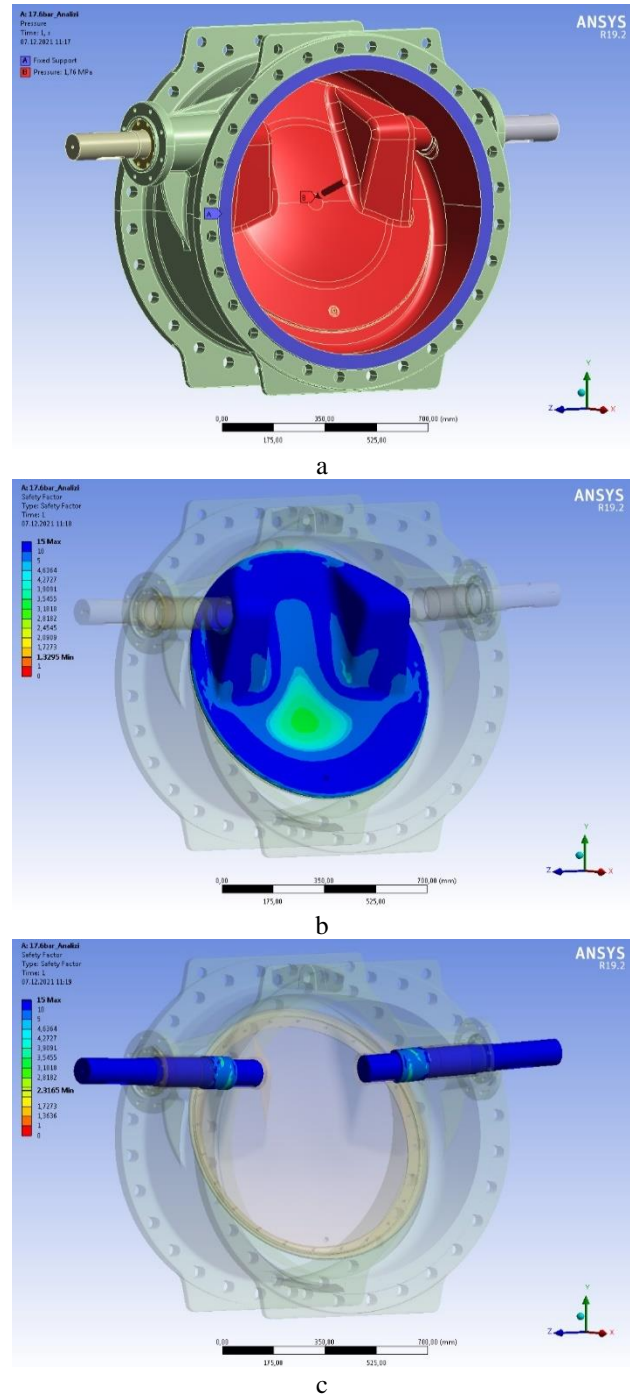 A: 17.6bar_Analizi
Pressure
Time: 1, s
07.12.2021 11:17
A Fixed Support
B Pressure: 1,76 MPa
ANSYS
R19.2
B
A
0,00 350,00 700,00 (mm)
175,00 525,00
Y
Z X
a
A: 17.6bar_Analizi
Safety Factor
Type: Safety Factor
Time: 1
07.12.2021 11:18
15 Max
10
5
4,6364
4,2727
3,9091
3,5455
3,1818
2,8182
2,4545
2,0909
1,7273
1,3295 Min
1
0
ANSYS
R19.2
0,00 350,00 700,00 (mm)
175,00 525,00
Y
Z X
b
A: 17.6bar_Analizi
Safety Factor
Type: Safety Factor
Time: 1
07.12.2021 11:19
15 Max
10
5
4,6364
4,2727
3,9091
3,5455
3,1818
2,8182
2,3165 Min
1,7273
1,3636
1
0
ANSYS
R19.2
0,00 350,00 700,00 (mm)
175,00 525,00
Y
Z X
c